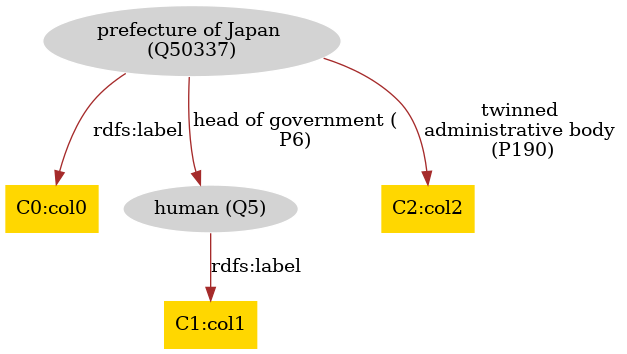 prefecture of Japan
(Q50337)
rdfs:label
head of government (
P6)
twinned
administrative body
(P190)
C0:col0
human (Q5)
C2:col2
rdfs:label
C1:col1